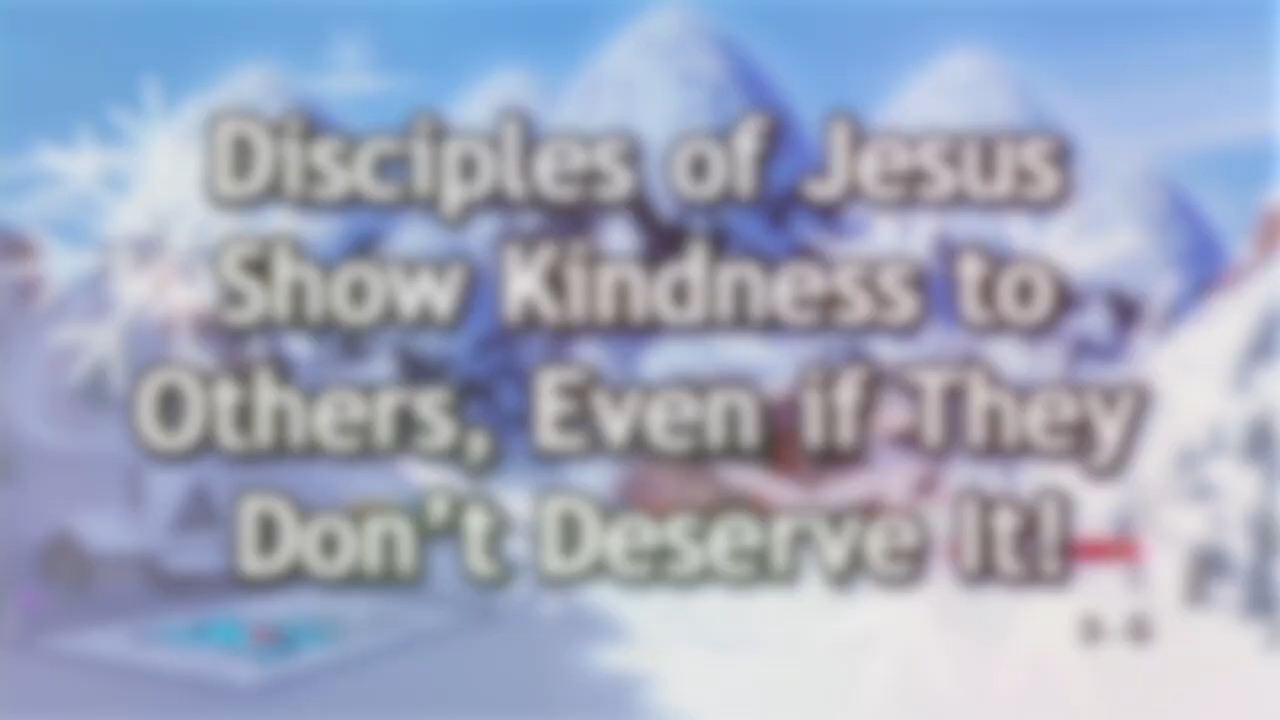 Disciples of Jesus
Show Kindness to
Others, Even if They
Don't Deserve It!